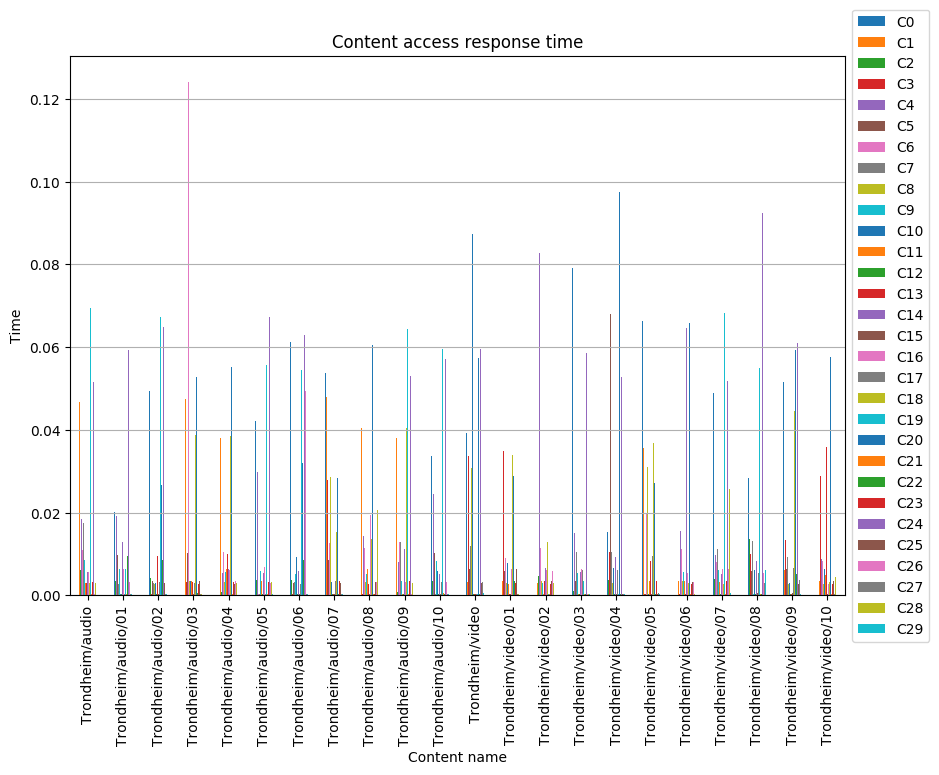 Content access response time
Time
0.12
0.10
0.08
0.06
0.04
0.02
0.00
Trondheim/audio
Trondheim/audio/01
Trondheim/audio/02
Trondheim/audio/03
Trondheim/audio/04
Trondheim/audio/05
Trondheim/audio/06
Trondheim/audio/07
Trondheim/audio/08
Trondheim/audio/09
Trondheim/audio/10
Trondheim/video
Trondheim/video/01
Trondheim/video/02
Trondheim/video/03
Trondheim/video/04
Trondheim/video/05
Trondheim/video/06
Trondheim/video/07
Trondheim/video/08
Trondheim/video/09
Trondheim/video/10
Content name
C0
C1
C2
C3
C4
C5
C6
C7
C8
C9
C10
C11
C12
C13
C14
C15
C16
C17
C18
C19
C20
C21
C22
C23
C24
C25
C26
C27
C28
C29